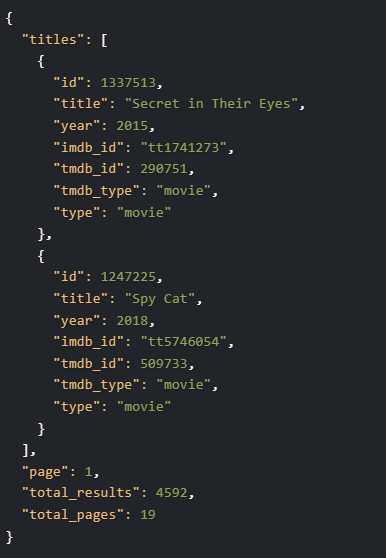 {
  "titles": [
    {
      "id": 1337513,
      "title": "Secret in Their Eyes",
      "year": 2015,
      "imdb_id": "tt1741273",
      "tmdb_id": 290751,
      "tmdb_type": "movie",
      "type": "movie"
    },
    {
      "id": 1247225,
      "title": "Spy Cat",
      "year": 2018,
      "imdb_id": "tt5746054",
      "tmdb_id": 509733,
      "tmdb_type": "movie",
      "type": "movie"
    }
  ],
  "page": 1,
  "total_results": 4592,
  "total_pages": 19
}